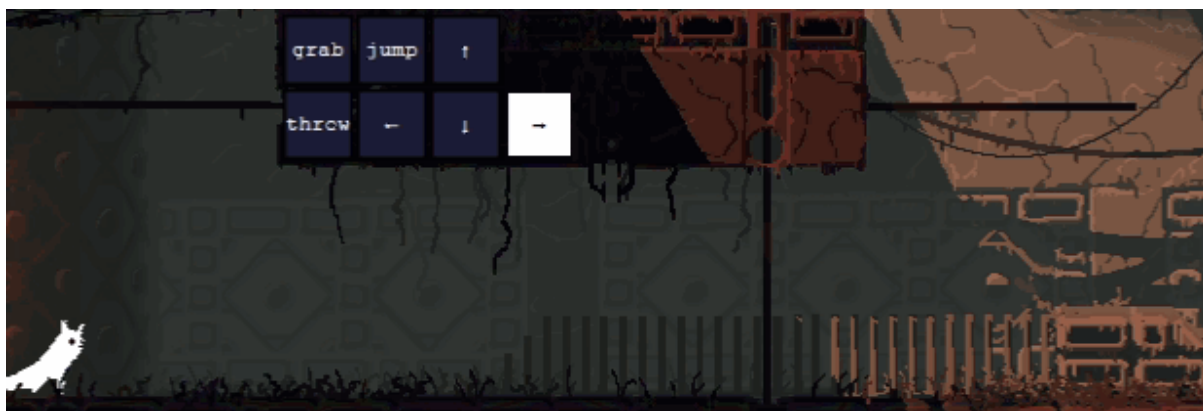 grab jump ↑
throw ← ↓ →